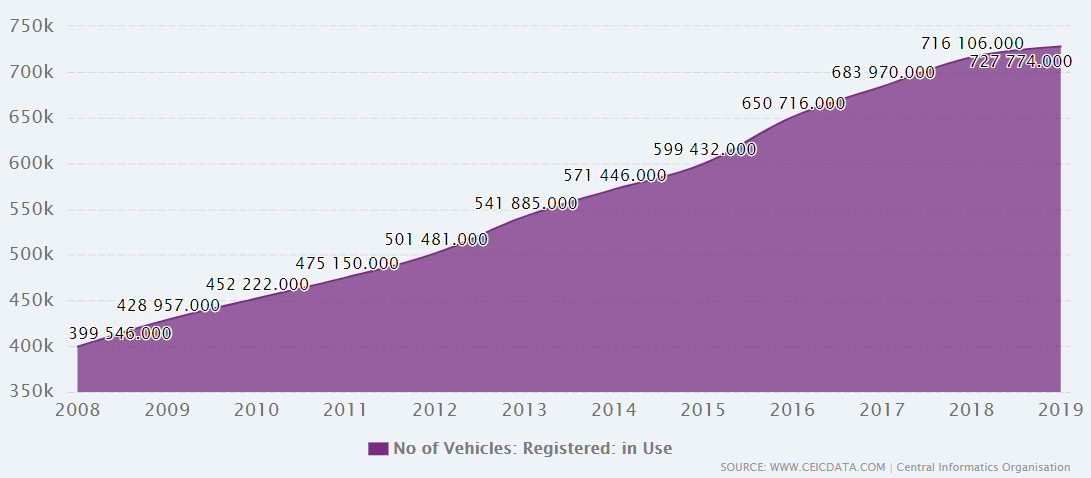 750k
716 106.000
727 774.000
700k
683 970.000
650k
650 716.000
600k
599 432.000
571 446.000
550k
541 885.000
500k
501 481.000
475 150.000
450k
452 222.000
428 957.000
400k
399 546.000
350k
2008 2009 2010 2011 2012 2013 2014 2015 2016 2017 2018 2019
No of Vehicles: Registered: in Use
SOURCE: WWW.CEICDATA.COM | Central Informatics Organisation